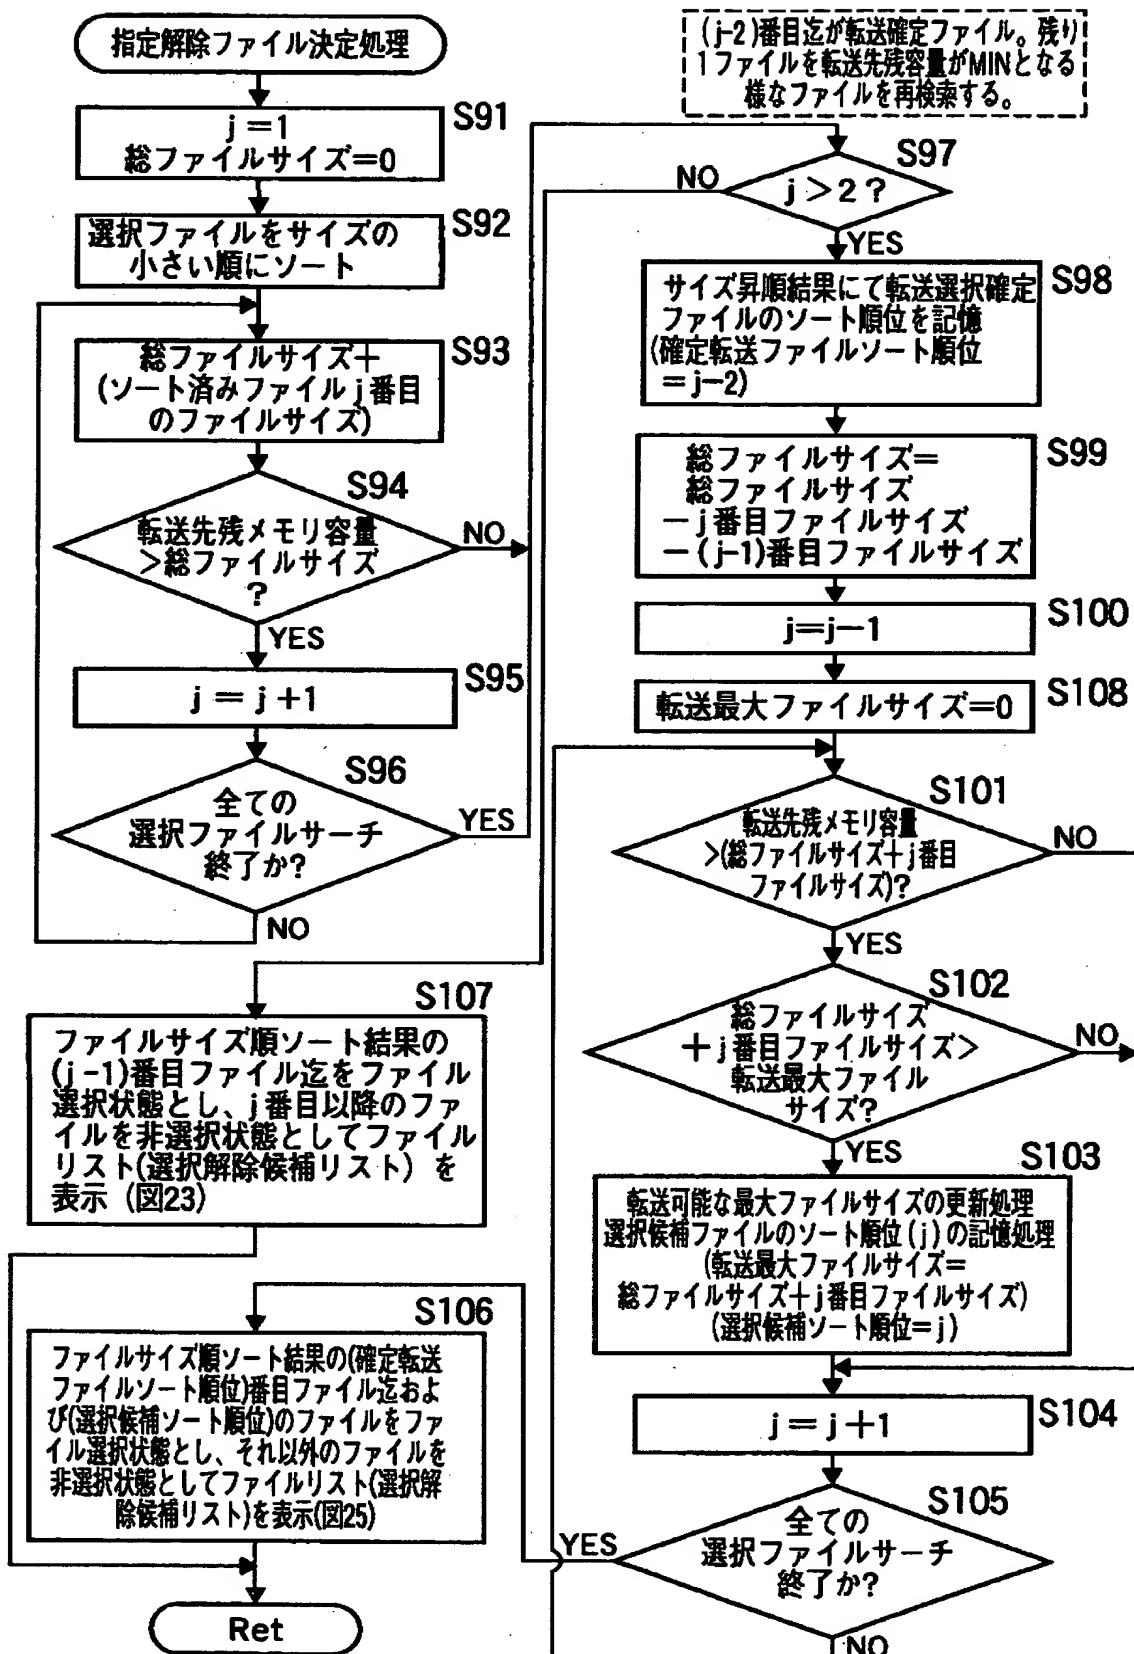 指定解除ファイル決定処理
S91
j=1
総ファイルサイズ=0
S92
選択ファイルをサイズの
小さい順にソート
S93
総ファイルサイズ+
(ソート済みファイルj番目
のファイルサイズ)
S94
転送先残メモリ容量
>総ファイルサイズ
?
NO
YES
S95
j=j+1
S96
全ての
選択ファイルサーチ
終了か?
YES
NO
S107
ファイルサイズ順ソート結果の
(j-1)番目ファイル迄をファイル
選択状態とし、j番目以降のファ
イルを非選択状態としてファイル
リスト(選択解除候補リスト)を
表示(図23)
S106
ファイルサイズ順ソート結果の(確定転送
ファイルソート順位)番目ファイル迄およ
び(選択候補ソート順位)のファイルをファ
イル選択状態とし、それ以外のファイルを
非選択状態としてファイルリスト(選択解
除候補リスト)を表示(図25)
Ret
(j-2)番目迄が転送確定ファイル。残り
1ファイルを転送先残容量がMINとなる
様なファイルを再検索する。
S97
NO
j>2?
YES
S98
サイズ昇順結果にて転送選択確定
ファイルのソート順位を記憶
(確定転送ファイルソート順位
=j-2)
S99
総ファイルサイズ=
総ファイルサイズ
-j番目ファイルサイズ
-(j-1)番目ファイルサイズ
S100
j=j-1
S108
転送最大ファイルサイズ=0
S101
転送先残メモリ容量
>(総ファイルサイズ+j番目
ファイルサイズ)?
NO
YES
S102
総ファイルサイズ
+j番目ファイルサイズ>
転送最大ファイル
サイズ?
NO
YES
S103
転送可能な最大ファイルサイズの更新処理
選択候補ファイルのソート順位(j)の記憶処理
(転送最大ファイルサイズ=
総ファイルサイズ+j番目ファイルサイズ)
(選択候補ソート順位=j)
S104
j=j+1
S105
全ての
選択ファイルサーチ
終了か?
YES
NO